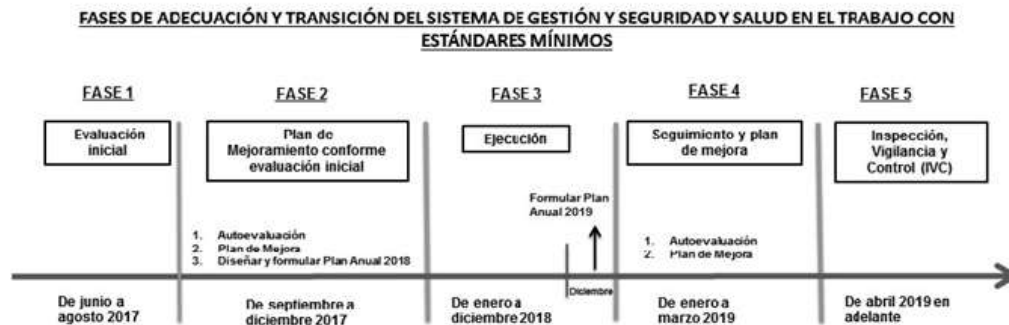 FASES DE ADECUACIÓN Y TRANSICIÓN DEL SISTEMA DE GESTIÓN Y SEGURIDAD Y SALUD EN EL TRABAJO CON
ESTÁNDARES MÍNIMOS
FASE 1
Evaluación
inicial
De junio a
agosto 2017
FASE 2
Plan de
Mejoramiento conforme
evaluación inicial
1. Autoevaluación
2. Plan de Mejora
3. Diseñar y formular Plan Anual 2018
De septiembre a
diciembre 2017
FASE 3
Ejecución
Formular Plan
Anual 2019
Diciembre
De enero a
diciembre 2018
FASE 4
Seguimiento y plan
de mejora
1. Autoevaluación
2. Plan de Mejora
De enero a
marzo 2019
FASE 5
Inspección,
Vigilancia y
Control (IVC)
De abril 2019 en
adelante